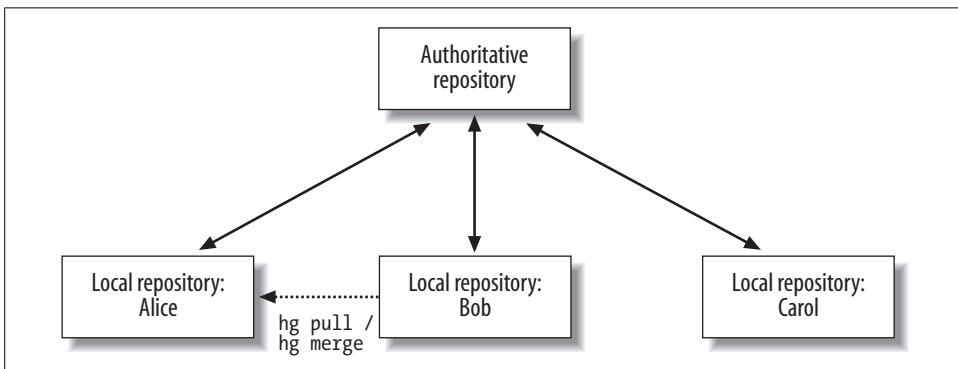 Authoritative
repository
Local repository:
Alice
Local repository:
Bob
Local repository:
Carol
hg pull /
hg merge